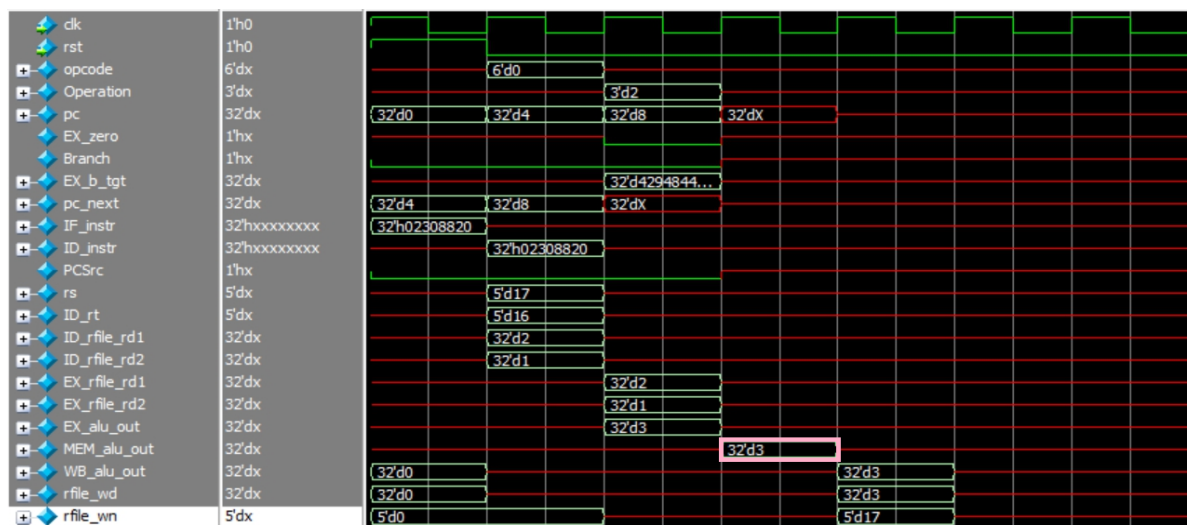 clk 1'h0
rst 1'h0
opcode 6'dx 6'd0
Operation 3'dx 3'd2
pc 32'dx 32'd0 32'd4 32'd8 32'dX
EX_zero 1'hx
Branch 1'hx
EX_b_tgt 32'dx 32'd4294844...
pc_next 32'dx 32'd4 32'd8 32'dX
IF_instr 32'hxxxxxxxx 32'h02308820
ID_instr 32'hxxxxxxxx 32'h02308820
PCSrc 1'hx
rs 5'dx 5'd17
ID_rt 5'dx 5'd16
ID_rfile_rd1 32'dx 32'd2
ID_rfile_rd2 32'dx 32'd1
EX_rfile_rd1 32'dx 32'd2
EX_rfile_rd2 32'dx 32'd1
EX_alu_out 32'dx 32'd3
MEM_alu_out 32'dx 32'd3
WB_alu_out 32'dx 32'd0 32'd3
rfile_wd 32'dx 32'd0 32'd3
rfile_wn 5'dx 5'd0 5'd17